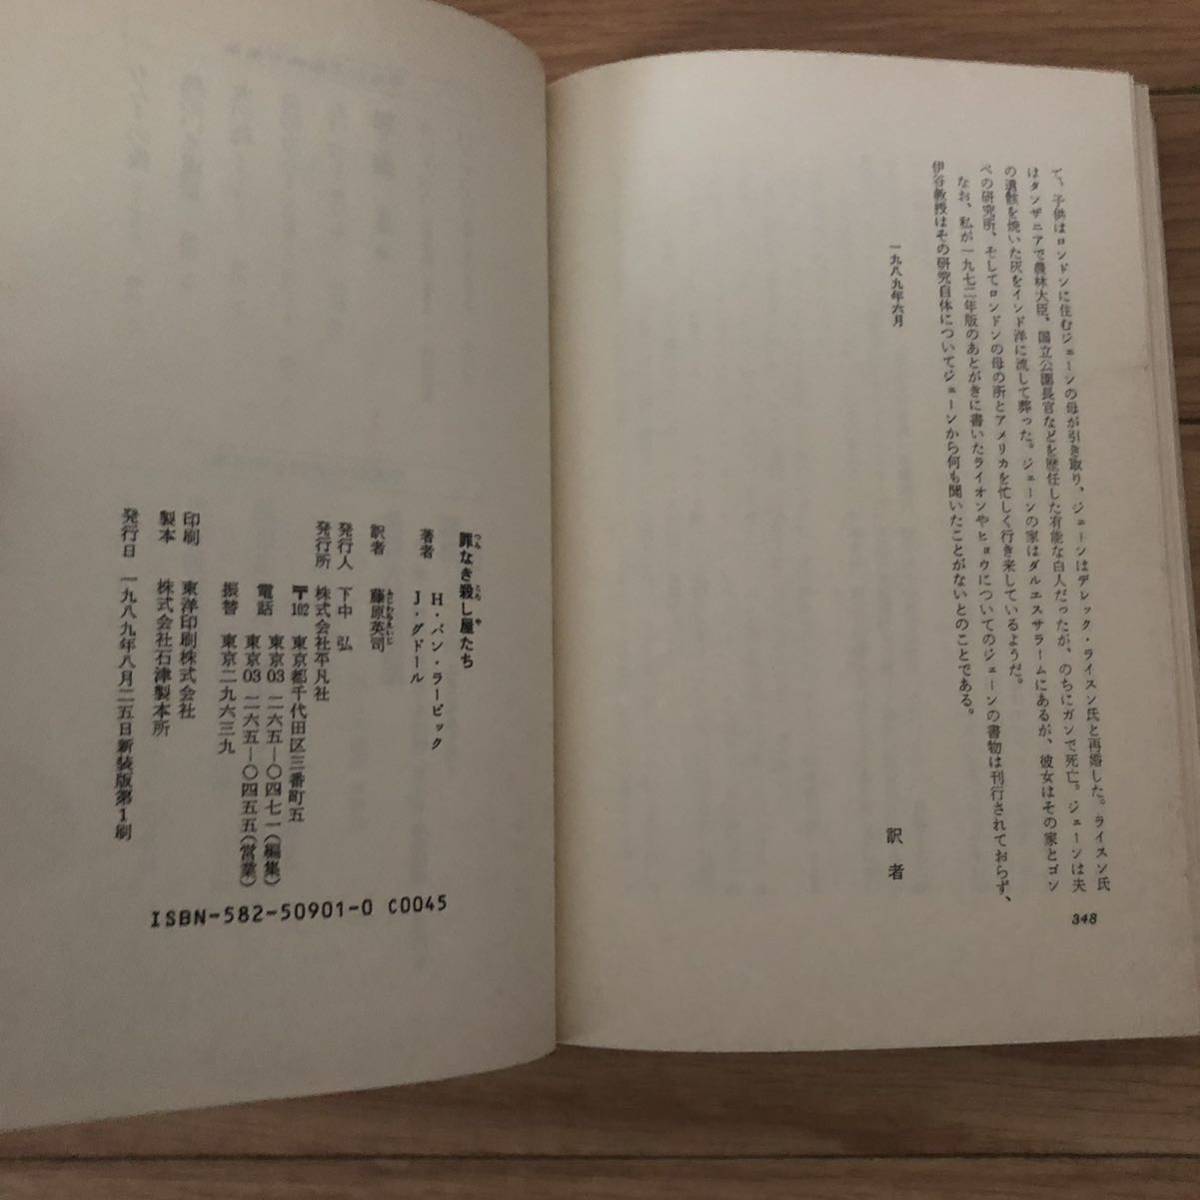 て、子供はロンドンに住むジェーンの母が引き取り、ジェーンはデレック・ライスン氏と再婚した。ライスン氏
はタンザニアで農林大臣、国立公園長官などを歴任した有能な白人だったが、のちにガンで死亡。ジェーンは夫
の遺骸を焼いた灰をインド洋に流して葬った。ジェーンの家はダルエスサラームにあるが、彼女はその家とゴン
ベの研究所、そしてロンドンの母の所とアメリカを忙しく行き来しているようだ。
なお、私が一九七二年版のあとがきに書いたライオンやヒョウについてのジェーンの書物は刊行されておらず、
伊谷教授はその研究自体についてジェーンから何も聞いたことがないとのことである。
一九八九年六月
訳者
348
罪なき殺し屋たち
つみ ころ や
著者 H・バン・ラービック
J・グドール
訳者 藤原英司
ふじわらえいじ
発行人 下中 弘
発行所 株式会社平凡社
〒102 東京都千代田区三番町五
電話 東京03 二六五―〇四七一(編集)
東京03 二六五―〇四五五(営業)
振替 東京二九六三九
印刷 東洋印刷株式会社
製本 株式会社石津製本所
発行日 一九八九年八月二五日新装版第1刷
ISBN-582-50901-0 C0045